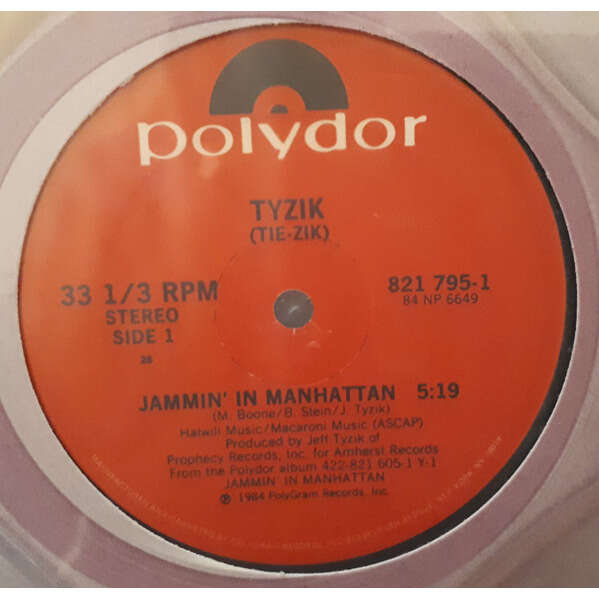 polydor
TYZIK
(TIE-ZIK)
33 1/3 RPM
STEREO
SIDE 1
26
821 795-1
84 NP 6649
JAMMIN' IN MANHATTAN 5:19
(M. Boone/B. Stein/J. Tyzik)
Hatwill Music/Macaroni Music (ASCAP)
Produced by Jeff Tyzik of
Prophecy Records, Inc. for Amherst Records
From the Polydor album 422-821 605-1 Y-1
JAMMIN' IN MANHATTAN
℗ 1984 PolyGram Records, Inc.